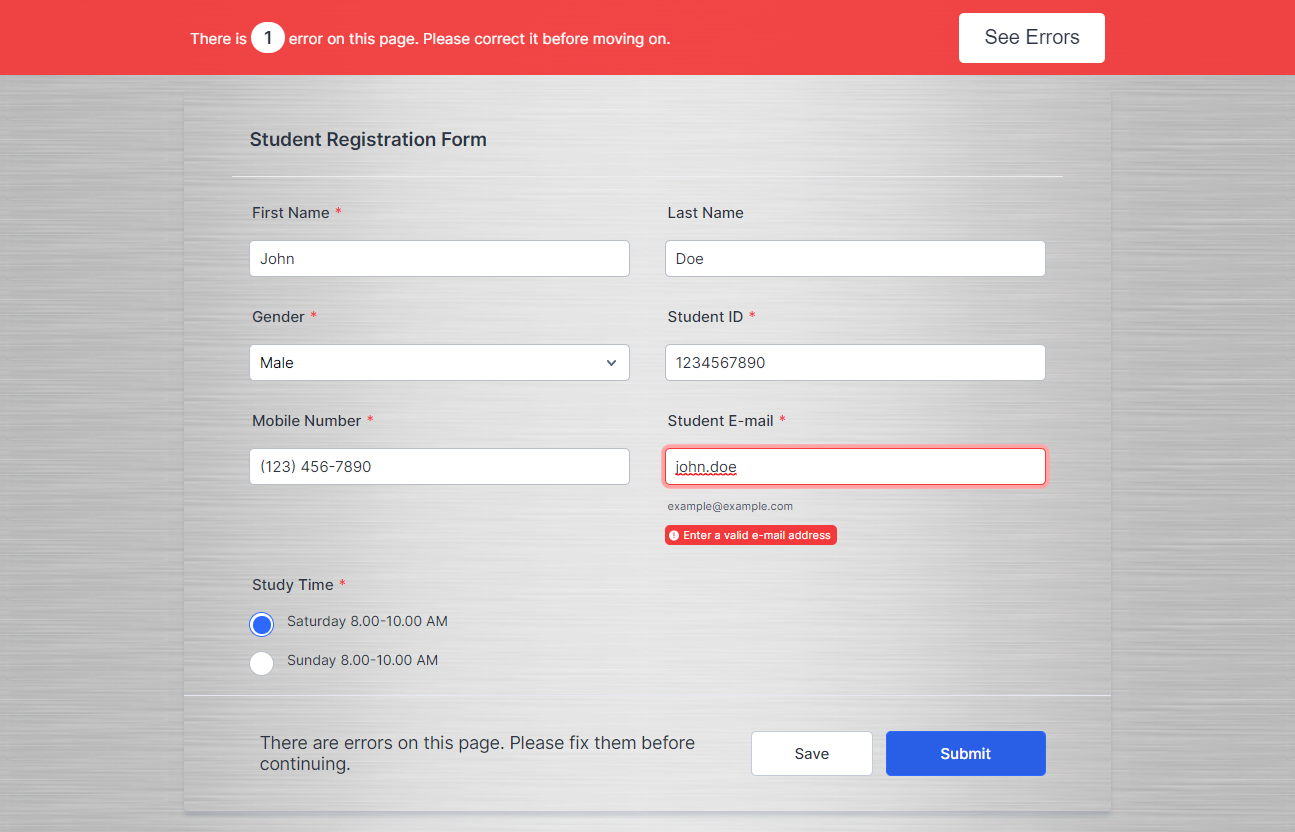 There is 1 error on this page. Please correct it before moving on.
See Errors
Student Registration Form
First Name *
Last Name
John
Doe
Gender *
Student ID *
Male
1234567890
Mobile Number *
Student E-mail *
(123) 456-7890
john.doe
example@example.com
Enter a valid e-mail address
Study Time *
Saturday 8.00-10.00 AM
Sunday 8.00-10.00 AM
There are errors on this page. Please fix them before
continuing.
Save
Submit